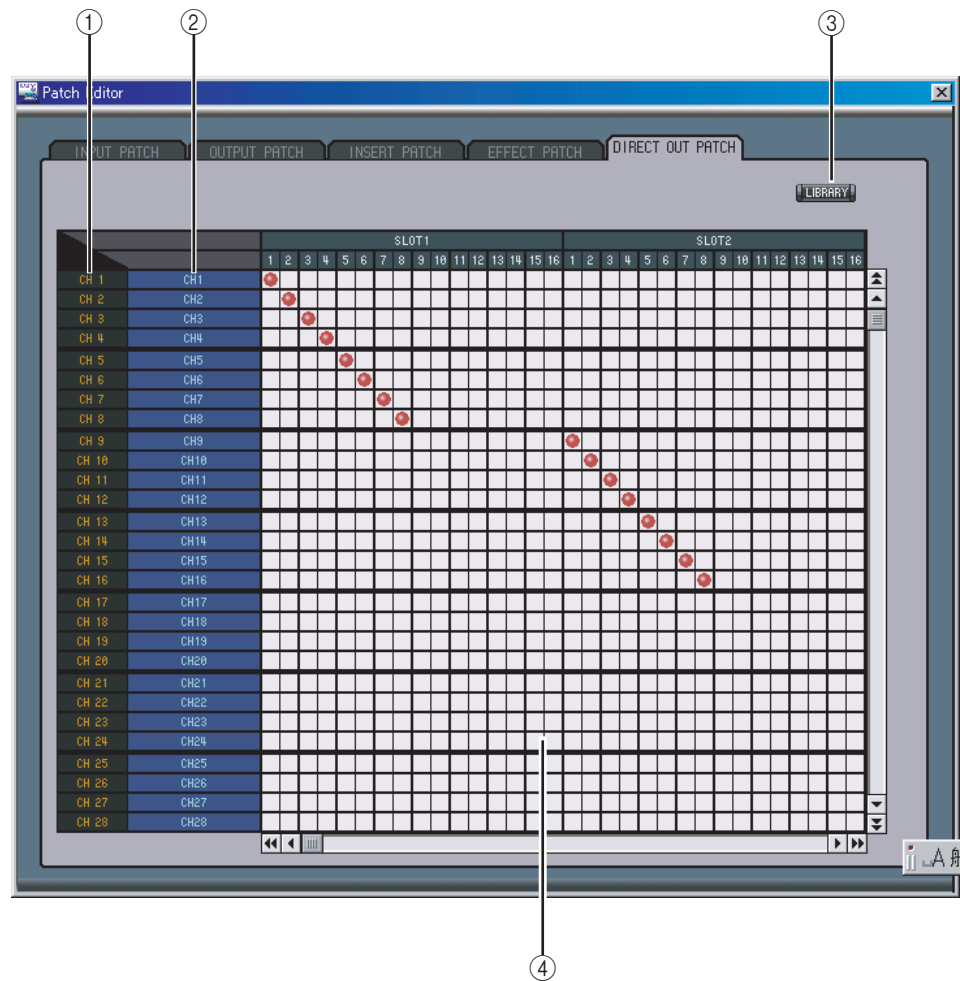 ① ② ③
Patch Editor
INPUT PATCH OUTPUT PATCH INSERT PATCH EFFECT PATCH DIRECT OUT PATCH
LIBRARY
SLOT1 SLOT2
1 2 3 4 5 6 7 8 9 10 11 12 13 14 15 16 1 2 3 4 5 6 7 8 9 10 11 12 13 14 15 16
CH 1 CH1
CH 2 CH2
CH 3 CH3
CH 4 CH4
CH 5 CH5
CH 6 CH6
CH 7 CH7
CH 8 CH8
CH 9 CH9
CH 10 CH10
CH 11 CH11
CH 12 CH12
CH 13 CH13
CH 14 CH14
CH 15 CH15
CH 16 CH16
CH 17 CH17
CH 18 CH18
CH 19 CH19
CH 20 CH20
CH 21 CH21
CH 22 CH22
CH 23 CH23
CH 24 CH24
CH 25 CH25
CH 26 CH26
CH 27 CH27
CH 28 CH28
A 般
④